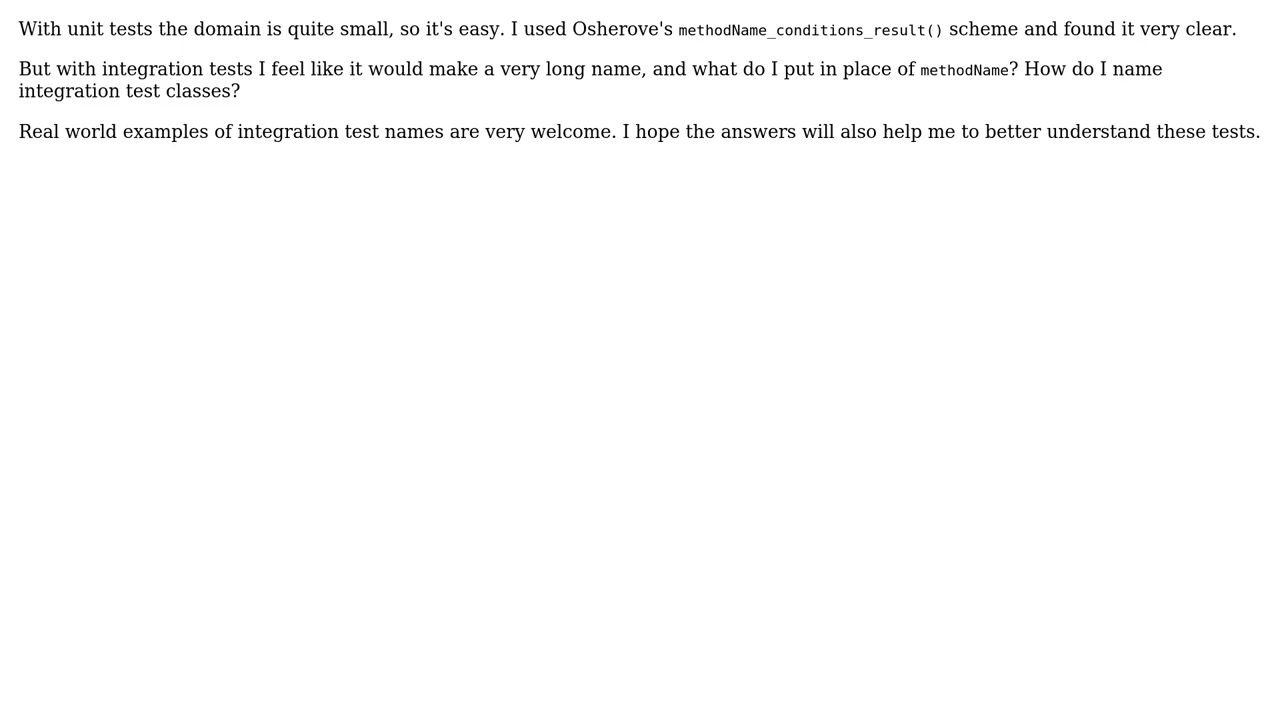 With unit tests the domain is quite small, so it's easy. I used Osherove's methodName_conditions_result() scheme and found it very clear.
But with integration tests I feel like it would make a very long name, and what do I put in place of methodName? How do I name
integration test classes?
Real world examples of integration test names are very welcome. I hope the answers will also help me to better understand these tests.